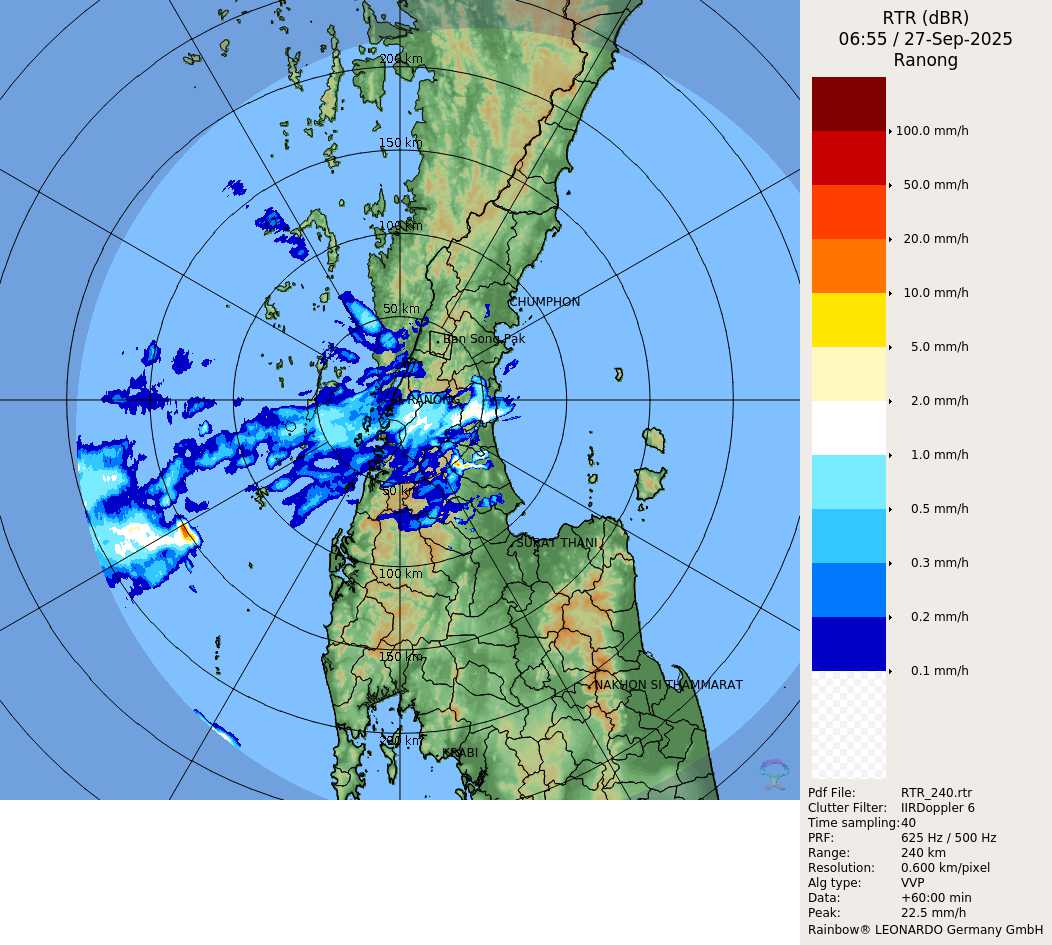 RTR (dBR)
06:55 / 27-Sep-2025
Ranong
100.0 mm/h
50.0 mm/h
20.0 mm/h
10.0 mm/h
5.0 mm/h
2.0 mm/h
1.0 mm/h
0.5 mm/h
0.3 mm/h
0.2 mm/h
0.1 mm/h
200 km
150 km
100 km
50 km
CHUMPHON
Ban Song Pak
RANONG
50 km
SURAT THANI
100 km
150 km
NAKHON SI THAMMARAT
200 km
KRABI
Pdf File: RTR_240.rtr
Clutter Filter: IIRDoppler 6
Time sampling:40
PRF: 625 Hz / 500 Hz
Range: 240 km
Resolution: 0.600 km/pixel
Alg type: VVP
Data: +60:00 min
Peak: 22.5 mm/h
Rainbow® LEONARDO Germany GmbH